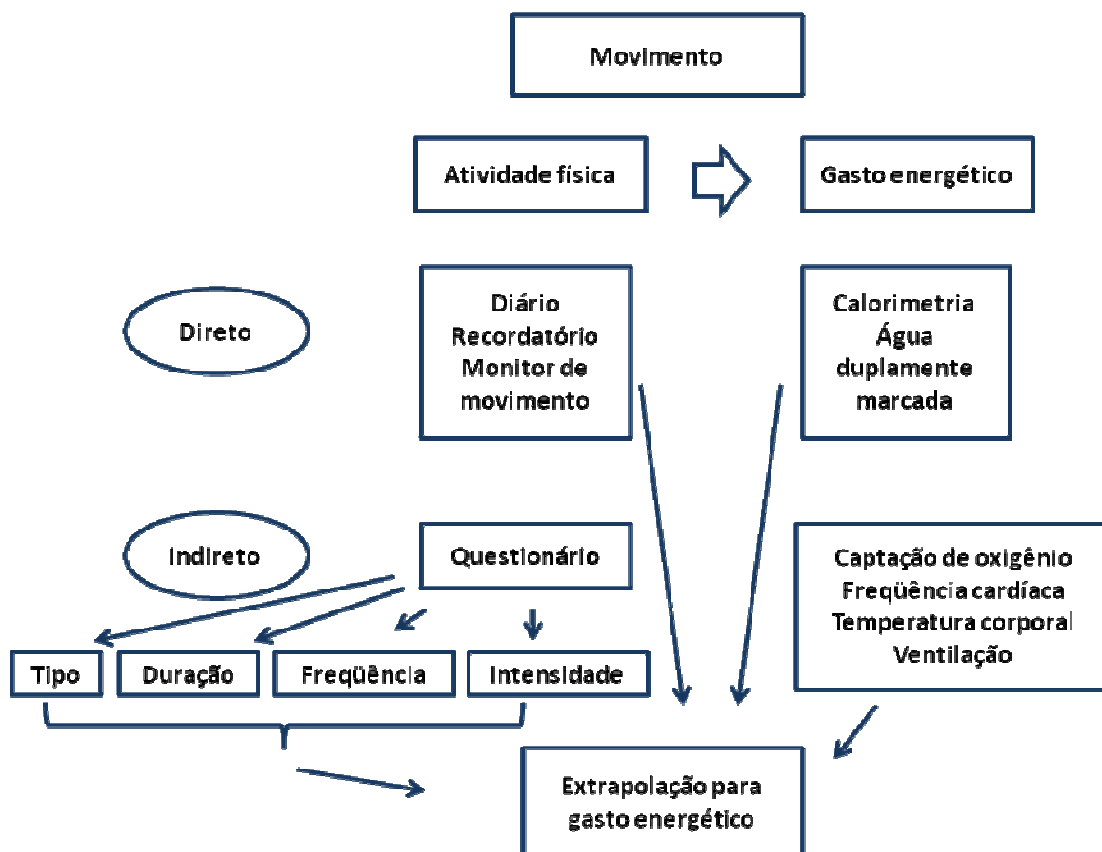 Movimento
Atividade física
Gasto energético
Direto
Diário
Recordatório
Monitor de
movimento
Calorimetria
Água
duplamente
marcada
Indireto
Questionário
Captação de oxigênio
Freqüência cardíaca
Temperatura corporal
Ventilação
Tipo
Duração
Freqüência
Intensidade
Extrapolação para
gasto energético